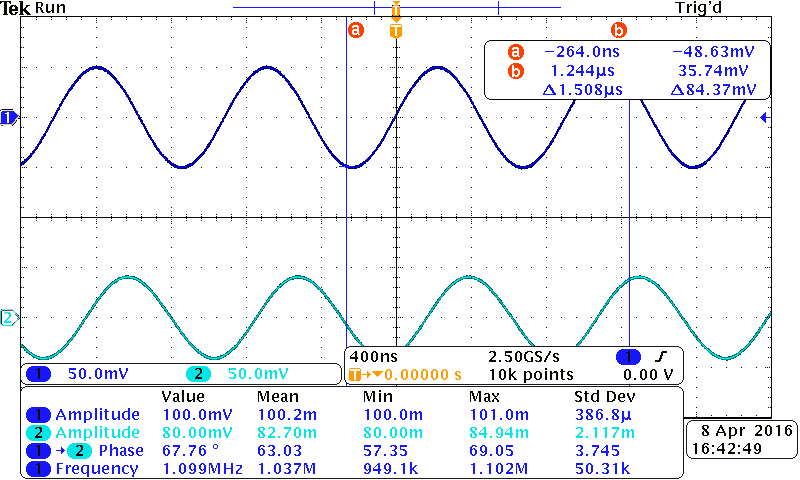 Tek Run Trig'd
T
a b
T
a −264.0ns −48.63mV
b 1.244µs 35.74mV
Δ1.508µs Δ84.37mV
1
2
1 50.0mV 2 50.0mV
400ns 2.50GS/s 1
T→▼0.00000 s 10k points 0.00 V
Value Mean Min Max Std Dev
1 Amplitude 100.0mV 100.2m 100.0m 101.0m 386.8µ
2 Amplitude 80.00mV 82.70m 80.00m 84.94m 2.117m
1 → 2 Phase 67.76 ° 63.03 57.35 69.05 3.745
1 Frequency 1.099MHz 1.037M 949.1k 1.102M 50.31k
8 Apr 2016
16:42:49